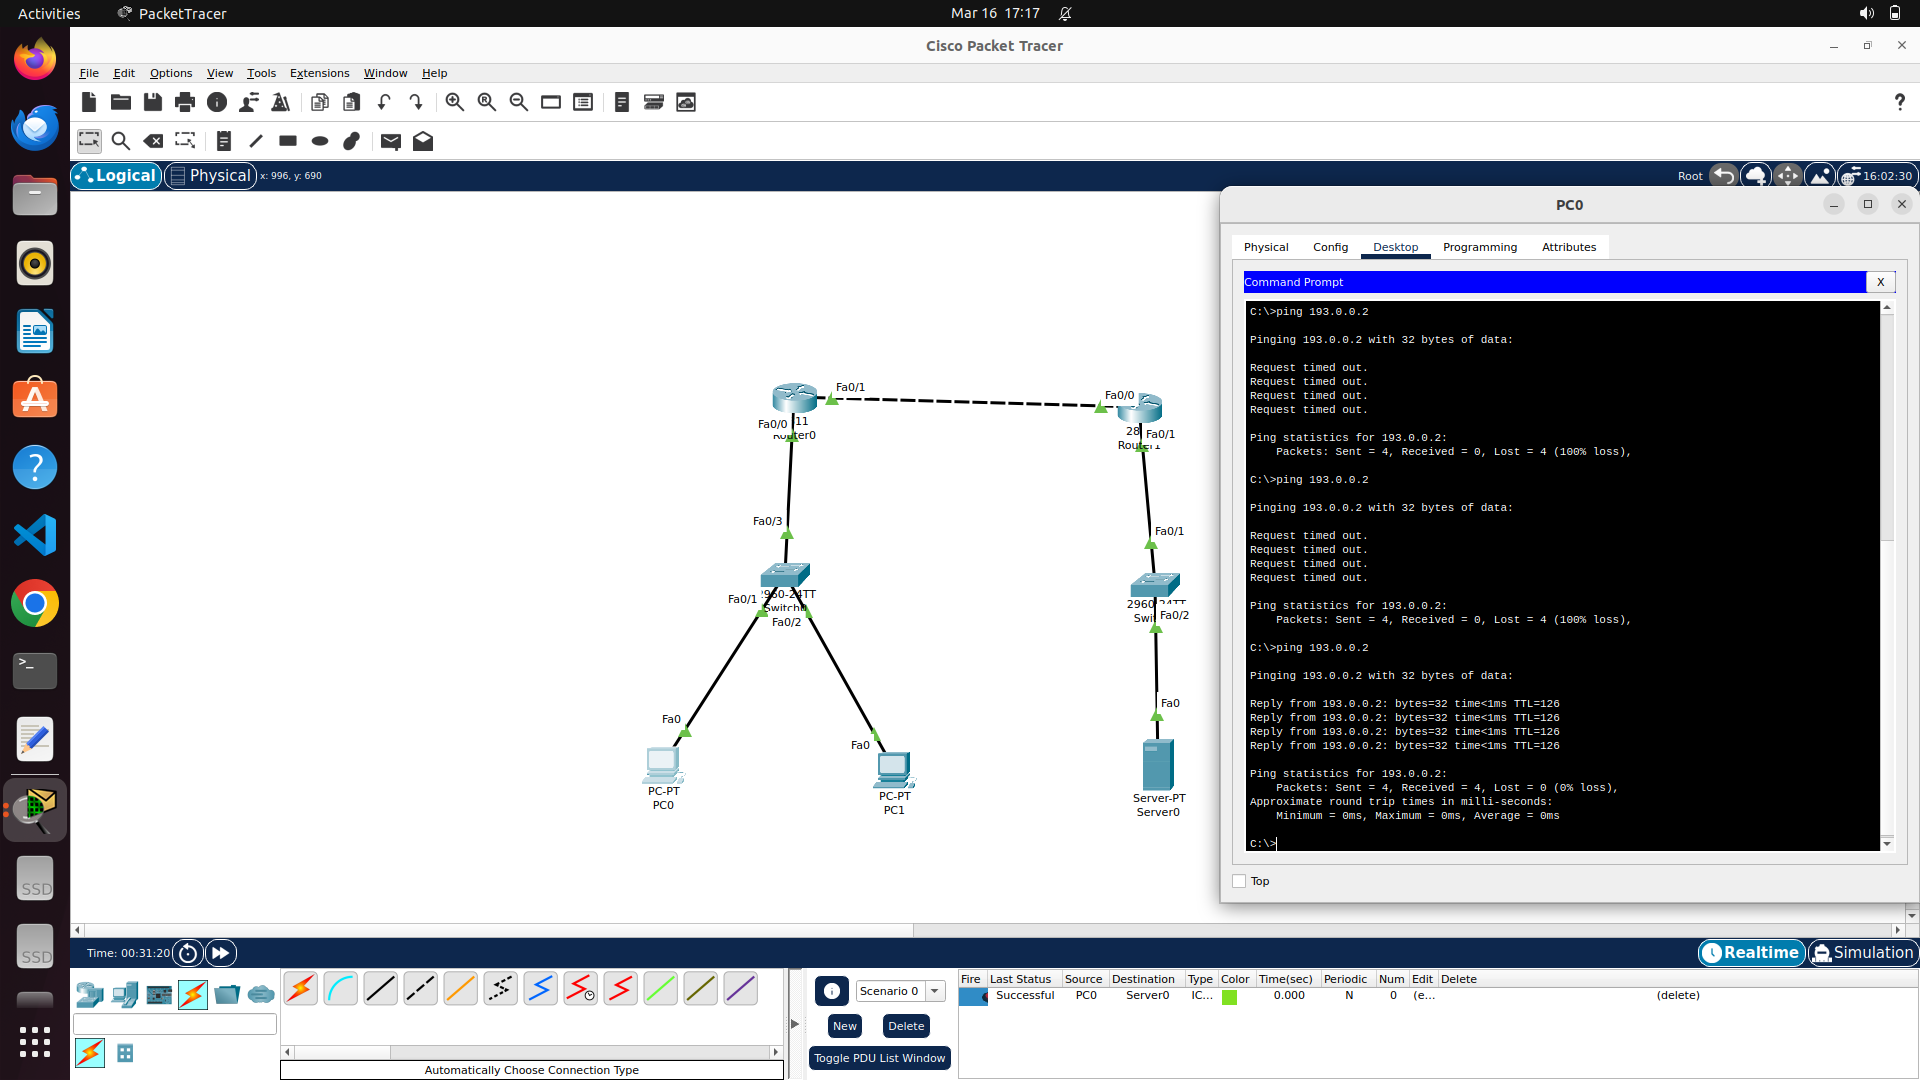 Activities
PacketTracer
Mar 16 17:17
Cisco Packet Tracer
File Edit Options View Tools Extensions Window Help
Logical
Physical
x: 996, y: 690
Root
16:02:30
PC0
Physical Config Desktop Programming Attributes
Command Prompt
X
C:\>ping 193.0.0.2
Pinging 193.0.0.2 with 32 bytes of data:
Request timed out.
Request timed out.
Request timed out.
Request timed out.
Ping statistics for 193.0.0.2:
Packets: Sent = 4, Received = 0, Lost = 4 (100% loss),
C:\>ping 193.0.0.2
Pinging 193.0.0.2 with 32 bytes of data:
Request timed out.
Request timed out.
Request timed out.
Request timed out.
Ping statistics for 193.0.0.2:
Packets: Sent = 4, Received = 0, Lost = 4 (100% loss),
C:\>ping 193.0.0.2
Pinging 193.0.0.2 with 32 bytes of data:
Reply from 193.0.0.2: bytes=32 time<1ms TTL=126
Reply from 193.0.0.2: bytes=32 time<1ms TTL=126
Reply from 193.0.0.2: bytes=32 time<1ms TTL=126
Reply from 193.0.0.2: bytes=32 time<1ms TTL=126
Ping statistics for 193.0.0.2:
Packets: Sent = 4, Received = 4, Lost = 0 (0% loss),
Approximate round trip times in milli-seconds:
Minimum = 0ms, Maximum = 0ms, Average = 0ms
C:\>
Top
Fa0/1
Fa0/0
Fa0/0
11
Router0
28
Fa0/1
Router1
Fa0/3
Fa0/1
2960-24TT
Fa0/1
Switch0
Fa0/2
2960-24TT
Swi
Fa0/2
Fa0
Fa0
Fa0
PC-PT
PC0
PC-PT
PC1
Server-PT
Server0
Time: 00:31:20
Realtime
Simulation
Scenario 0
New
Delete
Toggle PDU List Window
Automatically Choose Connection Type
Fire Last Status Source Destination Type Color Time(sec) Periodic Num Edit Delete
Successful PC0 Server0 IC... 0.000 N 0 (e... (delete)
SSD
SSD